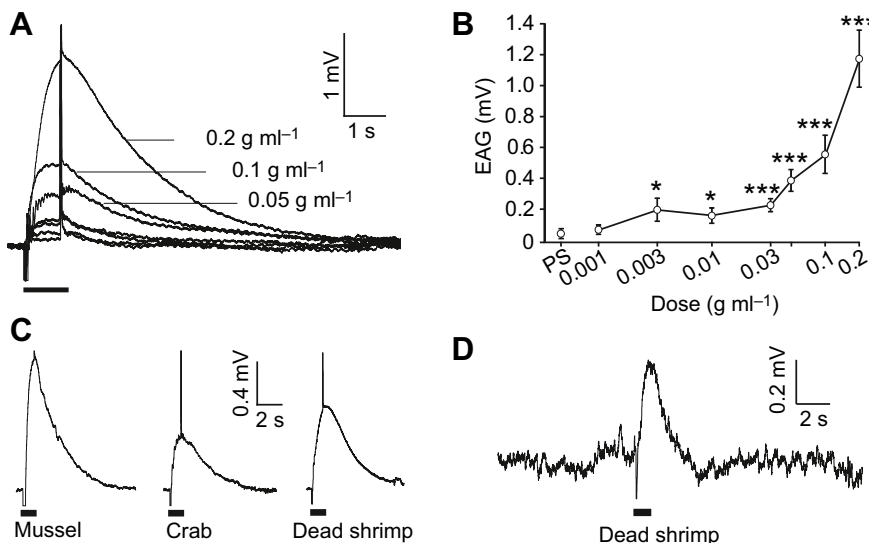 A
1 mV
1 s
0.2 g ml⁻¹
0.1 g ml⁻¹
0.05 g ml⁻¹
B
EAG (mV)
1.4
1.2
1.0
0.8
0.6
0.4
0.2
0
*
*
***
***
***
***
PS
0.001
0.003
0.01
0.03
0.1
0.2
Dose (g ml⁻¹)
C
0.4 mV
2 s
Mussel
Crab
Dead shrimp
D
0.2 mV
2 s
Dead shrimp